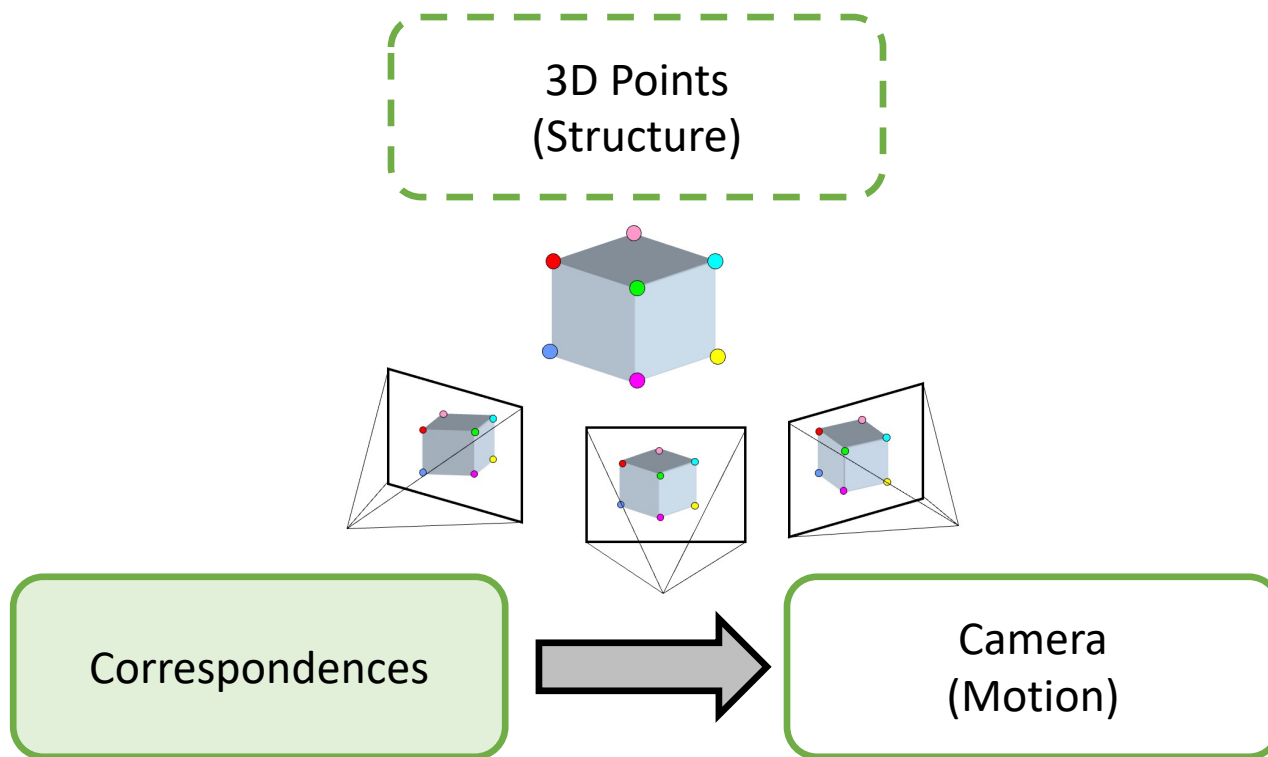 3D Points
(Structure)
Correspondences
Camera
(Motion)